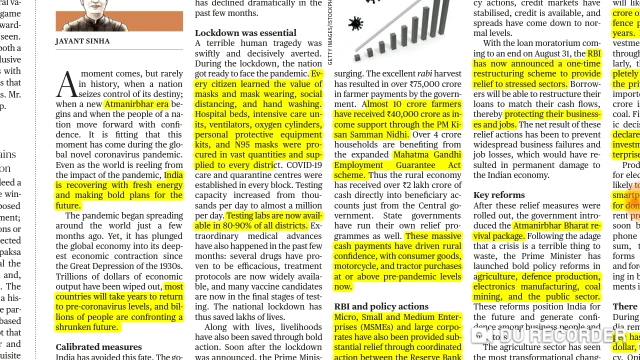 JAYANT SINHA
A moment comes, but rarely
in history, when a nation
seizes control of its destiny;
when a new Atmanirbhar era be-
gins and when the people of a na-
tion move forward with confi-
dence. It is fitting that this
moment has come during the glo-
bal novel coronavirus pandemic.
Even as the world is reeling from
the impact of the pandemic, India
is recovering with fresh energy
and making bold plans for the
future.
The pandemic began spreading
around the world just a few
months ago. Yet, it has plunged
the global economy into its deep-
est economic contraction since
the Great Depression of the 1930s.
Trillions of dollars of economic
output have been wiped out, most
countries will take years to return
to pre-coronavirus levels, and bil-
lions of people are confronting a
shrunken future.
Calibrated measures
India has avoided this fate. The go-
has declined dramatically in the
past few months.
Lockdown was essential
A terrible human tragedy was
swiftly and decisively averted.
During the lockdown, the nation
got ready to face the pandemic. Ev-
ery citizen learned the value of
masks and mask wearing, social
distancing, and hand washing.
Hospital beds, intensive care un-
its, ventilators, oxygen cylinders,
personal protective equipment
kits, and N95 masks were pro-
cured in vast quantities and sup-
plied to every district. COVID-19
care and quarantine centres were
established in every block. Testing
capacity increased from thou-
sands per day to almost a million
per day. Testing labs are now avail-
able in 80-90% of all districts. Ex-
traordinary medical advances
have also happened in the past few
months: several drugs have pro-
ven to be efficacious, treatment
protocols are now widely availa-
ble, and many vaccine candidates
are now in the final stages of test-
ing. The national lockdown has
thus saved lakhs of lives.
Along with lives, livelihoods
have also been saved through bold
action. Soon after the lockdown
was announced, the Prime Minis-
surging. The excellent rabi harvest
has resulted in over ₹75,000 crore
in farmer payments by the govern-
ment. Almost 10 crore farmers
have received ₹40,000 crore as in-
come support through the PM Ki-
san Samman Nidhi. Over 4 crore
households are benefiting from
the expanded Mahatma Gandhi
Employment Guarantee Act
scheme. Thus the rural economy
has received over ₹2 lakh crore of
cash directly into beneficiary ac-
counts just from the Central go-
vernment. State governments
have run their own relief pro-
grammes as well. These massive
cash payments have driven rural
confidence, with consumer goods,
motorcycle, and tractor purchases
at or above pre-pandemic levels
now.
RBI and policy actions
Micro, Small and Medium Enter-
prises (MSMEs) and large corpo-
rates have also been provided sub-
stantial relief through coordinated
action between the Reserve Bank
cy actions, credit markets have
stabilised, credit is available, and
spreads have come down to nor-
mal levels.
With the loan moratorium com-
ing to an end on August 31, the RBI
has now announced a one-time
restructuring scheme to provide
relief to stressed sectors. Borrow-
ers will be able to restructure their
loans to match their cash flows,
thereby protecting their business-
es and jobs. The net result of these
relief actions has been to prevent
widespread business failures and
job losses, which would have re-
sulted in permanent damage to
the Indian economy.
Key reforms
After these relief measures were
rolled out, the government intro-
duced the Atmanirbhar Bharat re-
vival package. Following the adage
that a crisis is a terrible thing to
waste, the Prime Minister has
launched bold policy reforms in
agriculture, defence production,
electronics manufacturing, coal
mining, and the public sector.
These reforms position India for
the future and generate confi-
dence among business people and
seen as
the most transformational chang-
DU RECORDER